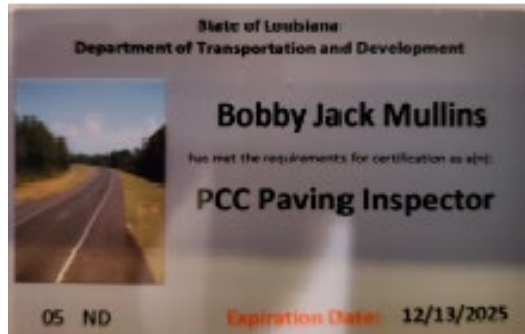 State of Louisiana
Department of Transportation and Development
Bobby Jack Mullins
has met the requirements for certification as a(n):
PCC Paving Inspector
05 ND
Expiration Date: 12/13/2025